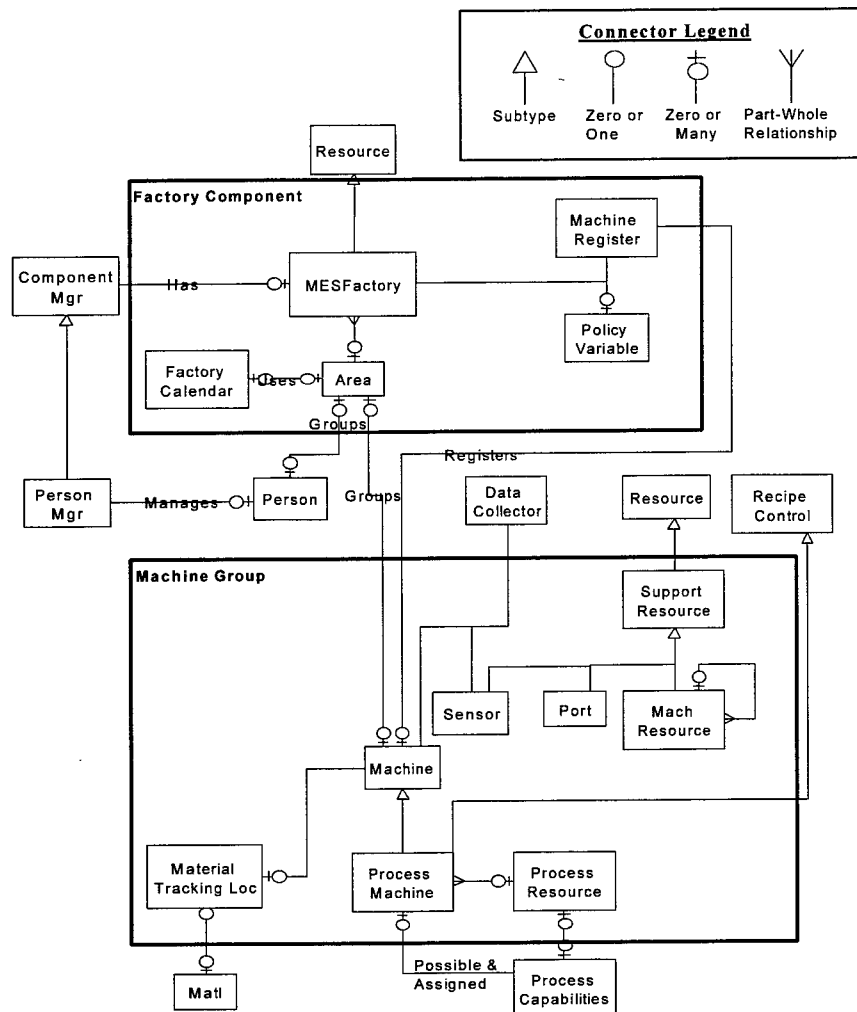 Connector Legend
Subtype
Zero or
One
Zero or
Many
Part-Whole
Relationship
Resource
Factory Component
Machine
Register
Component
Mgr
Has
MESFactory
Policy
Variable
Factory
Calendar
Uses
Area
Groups
Registers
Person
Mgr
Manages
Person
Groups
Data
Collector
Resource
Recipe
Control
Machine Group
Support
Resource
Sensor
Port
Mach
Resource
Machine
Material
Tracking Loc
Process
Machine
Process
Resource
Possible &
Assigned
Process
Capabilities
Matl